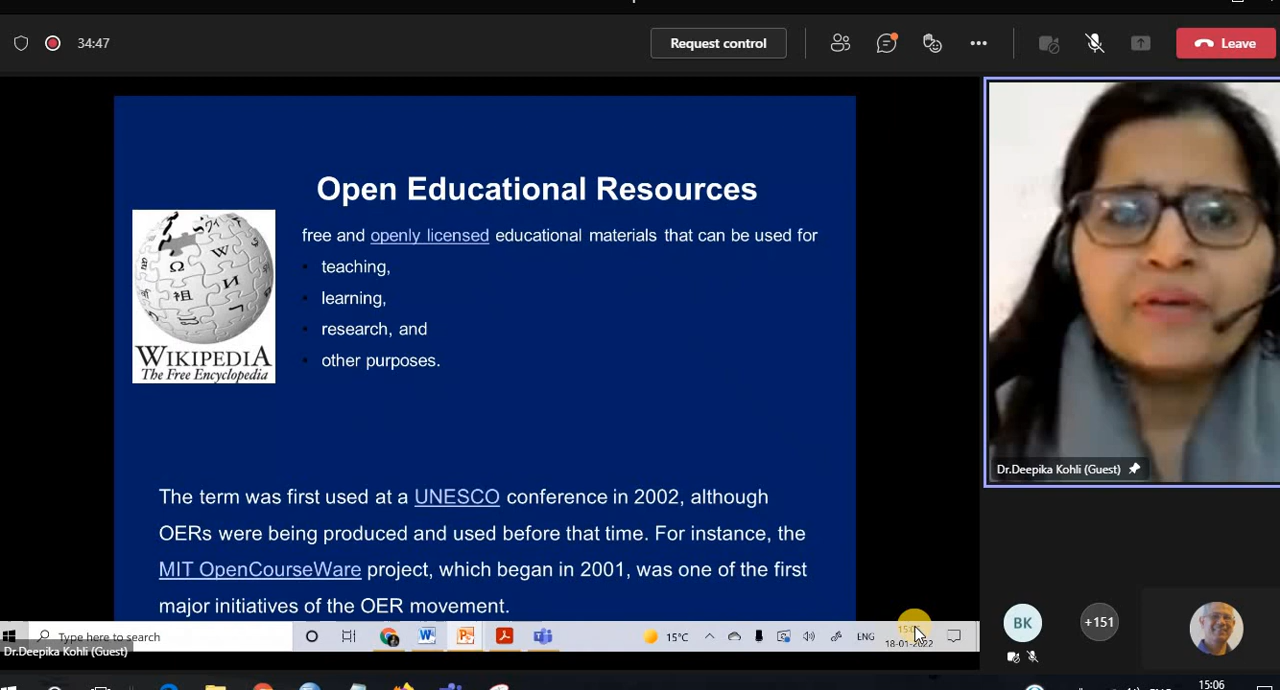 34:47
Request control
Leave
Open Educational Resources
free and openly licensed educational materials that can be used for
teaching,
learning,
research, and
other purposes.
WIKIPEDIA
The Free Encyclopedia
The term was first used at a UNESCO conference in 2002, although
OERs were being produced and used before that time. For instance, the
MIT OpenCourseWare project, which began in 2001, was one of the first
major initiatives of the OER movement.
Dr.Deepika Kohli (Guest)
BK
+151
Type here to search
15°C
ENG
18-01-2022
Dr.Deepika Kohli (Guest)
15:06